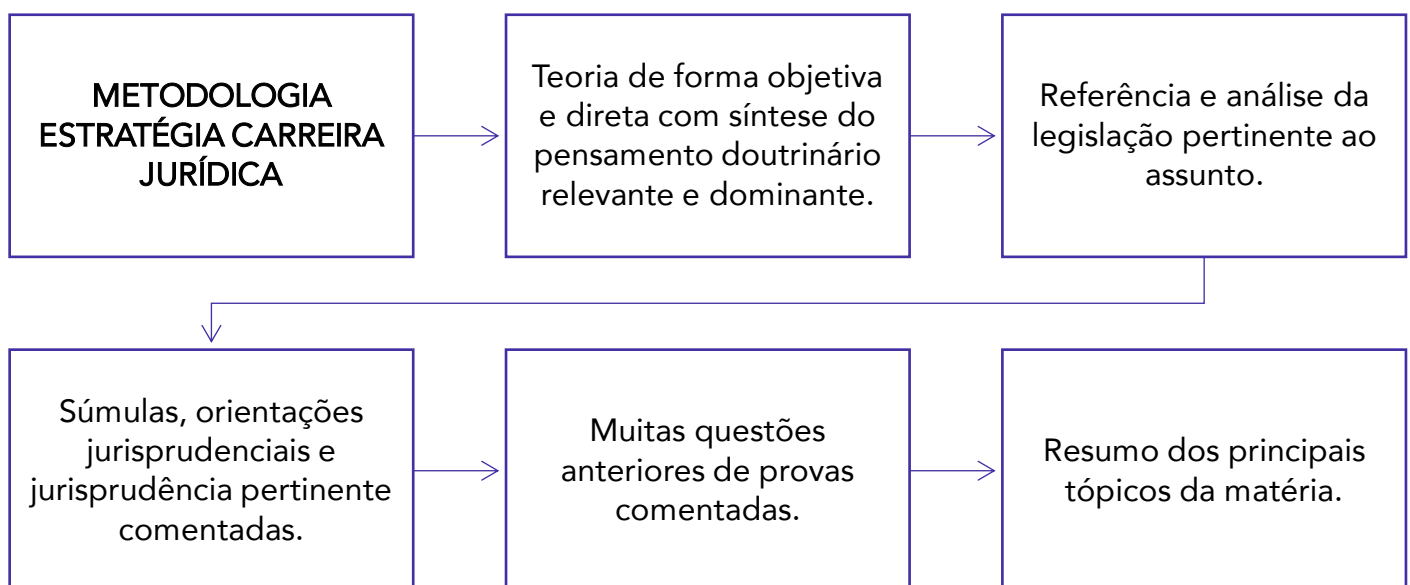 METODOLOGIA
ESTRATÉGIA CARREIRA
JURÍDICA
Teoria de forma objetiva
e direta com síntese do
pensamento doutrinário
relevante e dominante.
Referência e análise da
legislação pertinente ao
assunto.
Súmulas, orientações
jurisprudenciais e
jurisprudência pertinente
comentadas.
Muitas questões
anteriores de provas
comentadas.
Resumo dos principais
tópicos da matéria.